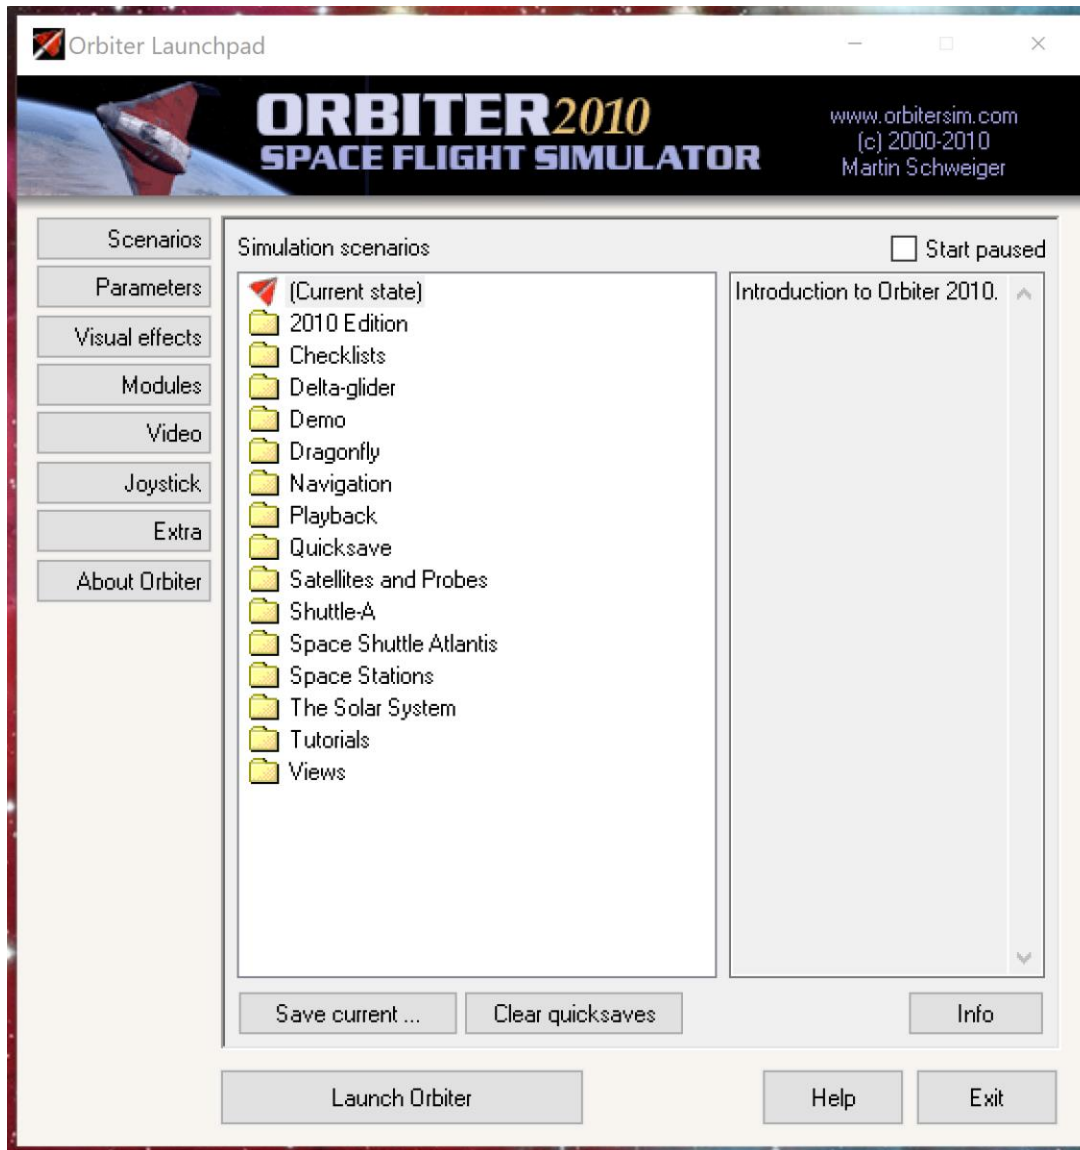 Orbiter Launchpad
ORBITER2010
SPACE FLIGHT SIMULATOR
www.orbitersim.com
(c) 2000-2010
Martin Schweiger
Scenarios
Parameters
Visual effects
Modules
Video
Joystick
Extra
About Orbiter
Simulation scenarios
Start paused
(Current state)
2010 Edition
Checklists
Delta-glider
Demo
Dragonfly
Navigation
Playback
Quicksave
Satellites and Probes
Shuttle-A
Space Shuttle Atlantis
Space Stations
The Solar System
Tutorials
Views
Introduction to Orbiter 2010.
Save current ...
Clear quicksaves
Info
Launch Orbiter
Help
Exit